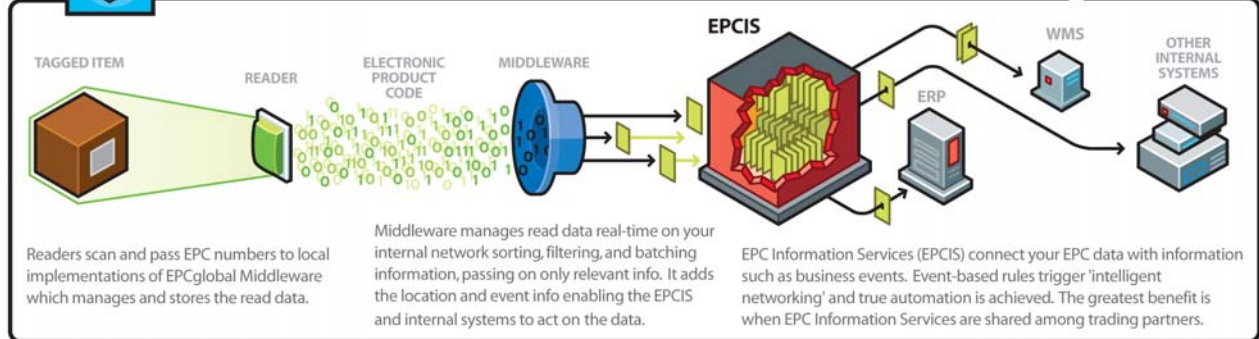 EPCIS
WMS
OTHER
INTERNAL
SYSTEMS
TAGGED ITEM
READER
ELECTRONIC
PRODUCT
CODE
MIDDLEWARE
ERP
Readers scan and pass EPC numbers to local
implementations of EPCglobal Middleware
which manages and stores the read data.
Middleware manages read data real-time on your
internal network sorting, filtering, and batching
information, passing on only relevant info. It adds
the location and event info enabling the EPCIS
and internal systems to act on the data.
EPC Information Services (EPCIS) connect your EPC data with information
such as business events. Event-based rules trigger 'intelligent
networking' and true automation is achieved. The greatest benefit is
when EPC Information Services are shared among trading partners.